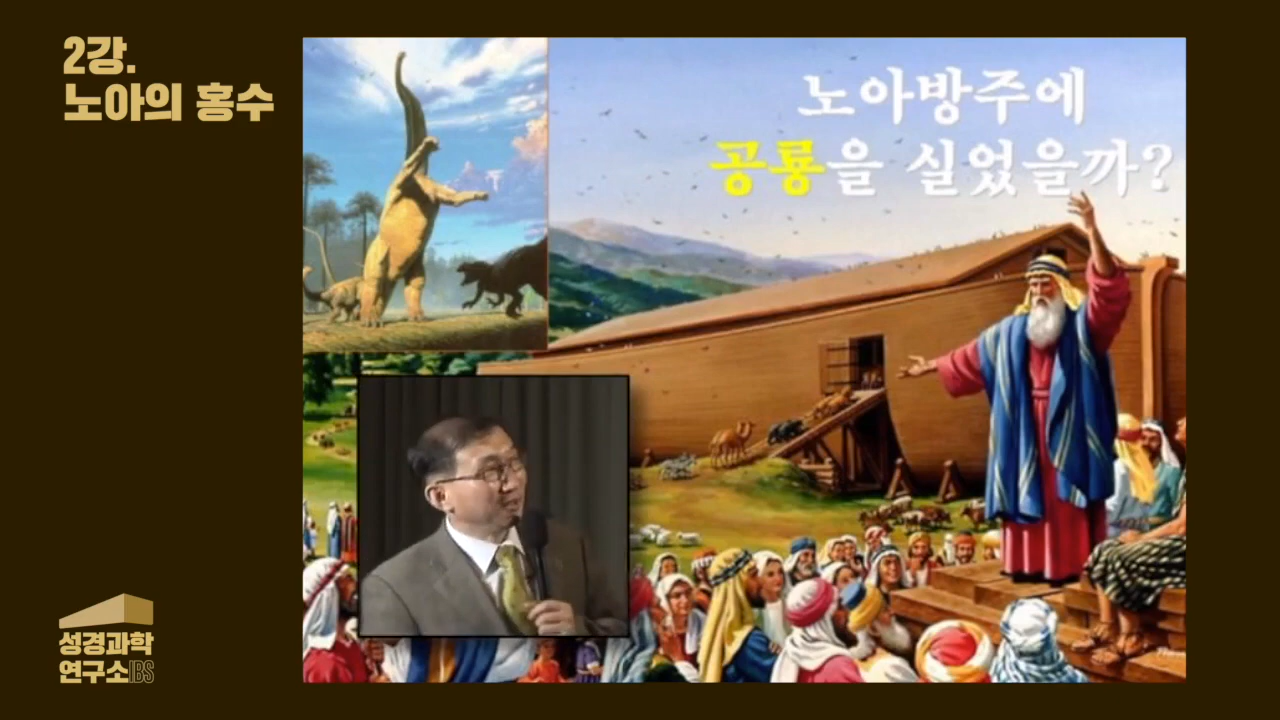 2강.
노아의 홍수
노아방주에
공룡을 실었을까?
성경과학
연구소IBS